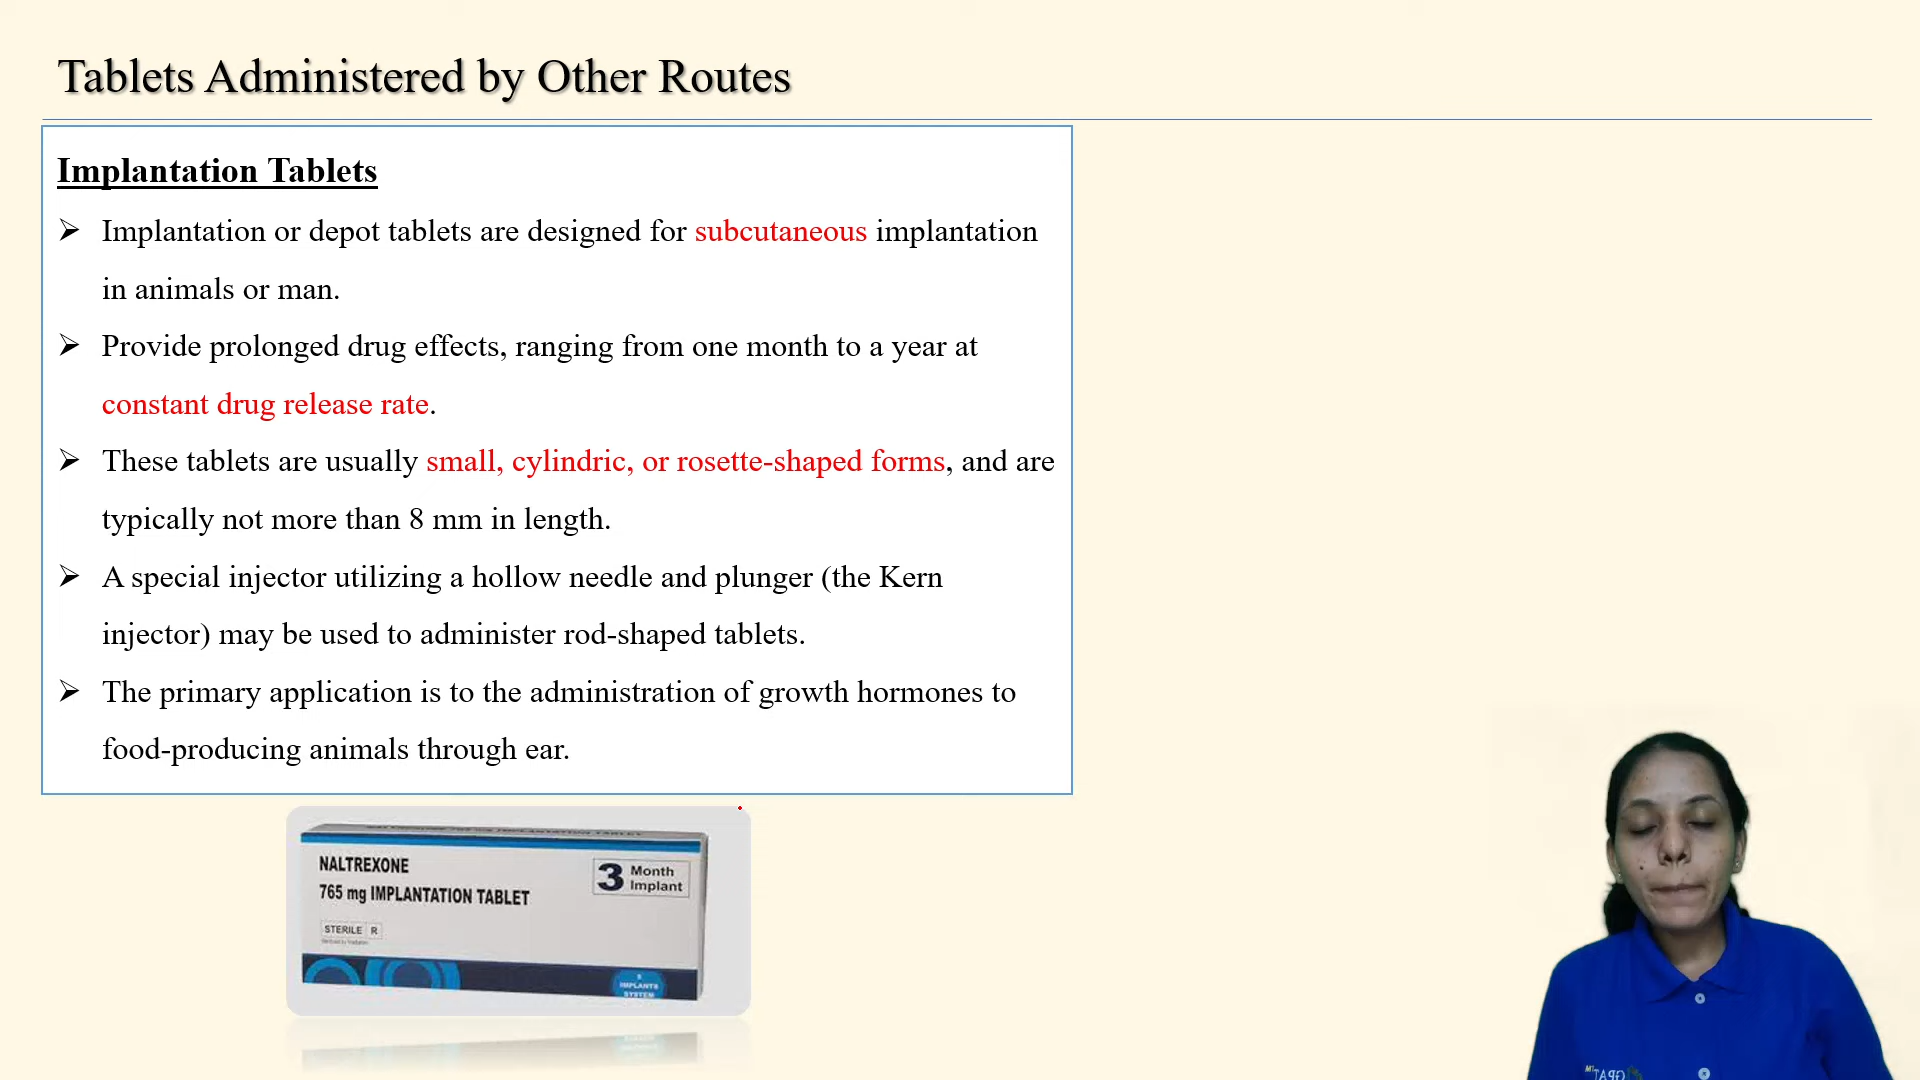 Tablets Administered by Other Routes
Implantation Tablets
➢ Implantation or depot tablets are designed for subcutaneous implantation
in animals or man.
➢ Provide prolonged drug effects, ranging from one month to a year at
constant drug release rate.
➢ These tablets are usually small, cylindric, or rosette-shaped forms, and are
typically not more than 8 mm in length.
➢ A special injector utilizing a hollow needle and plunger (the Kern
injector) may be used to administer rod-shaped tablets.
➢ The primary application is to the administration of growth hormones to
food-producing animals through ear.
NALTREXONE
765 mg IMPLANTATION TABLET
3 Month
Implant
STERILE R
IMPLANTS
SYSTEM
GPAT